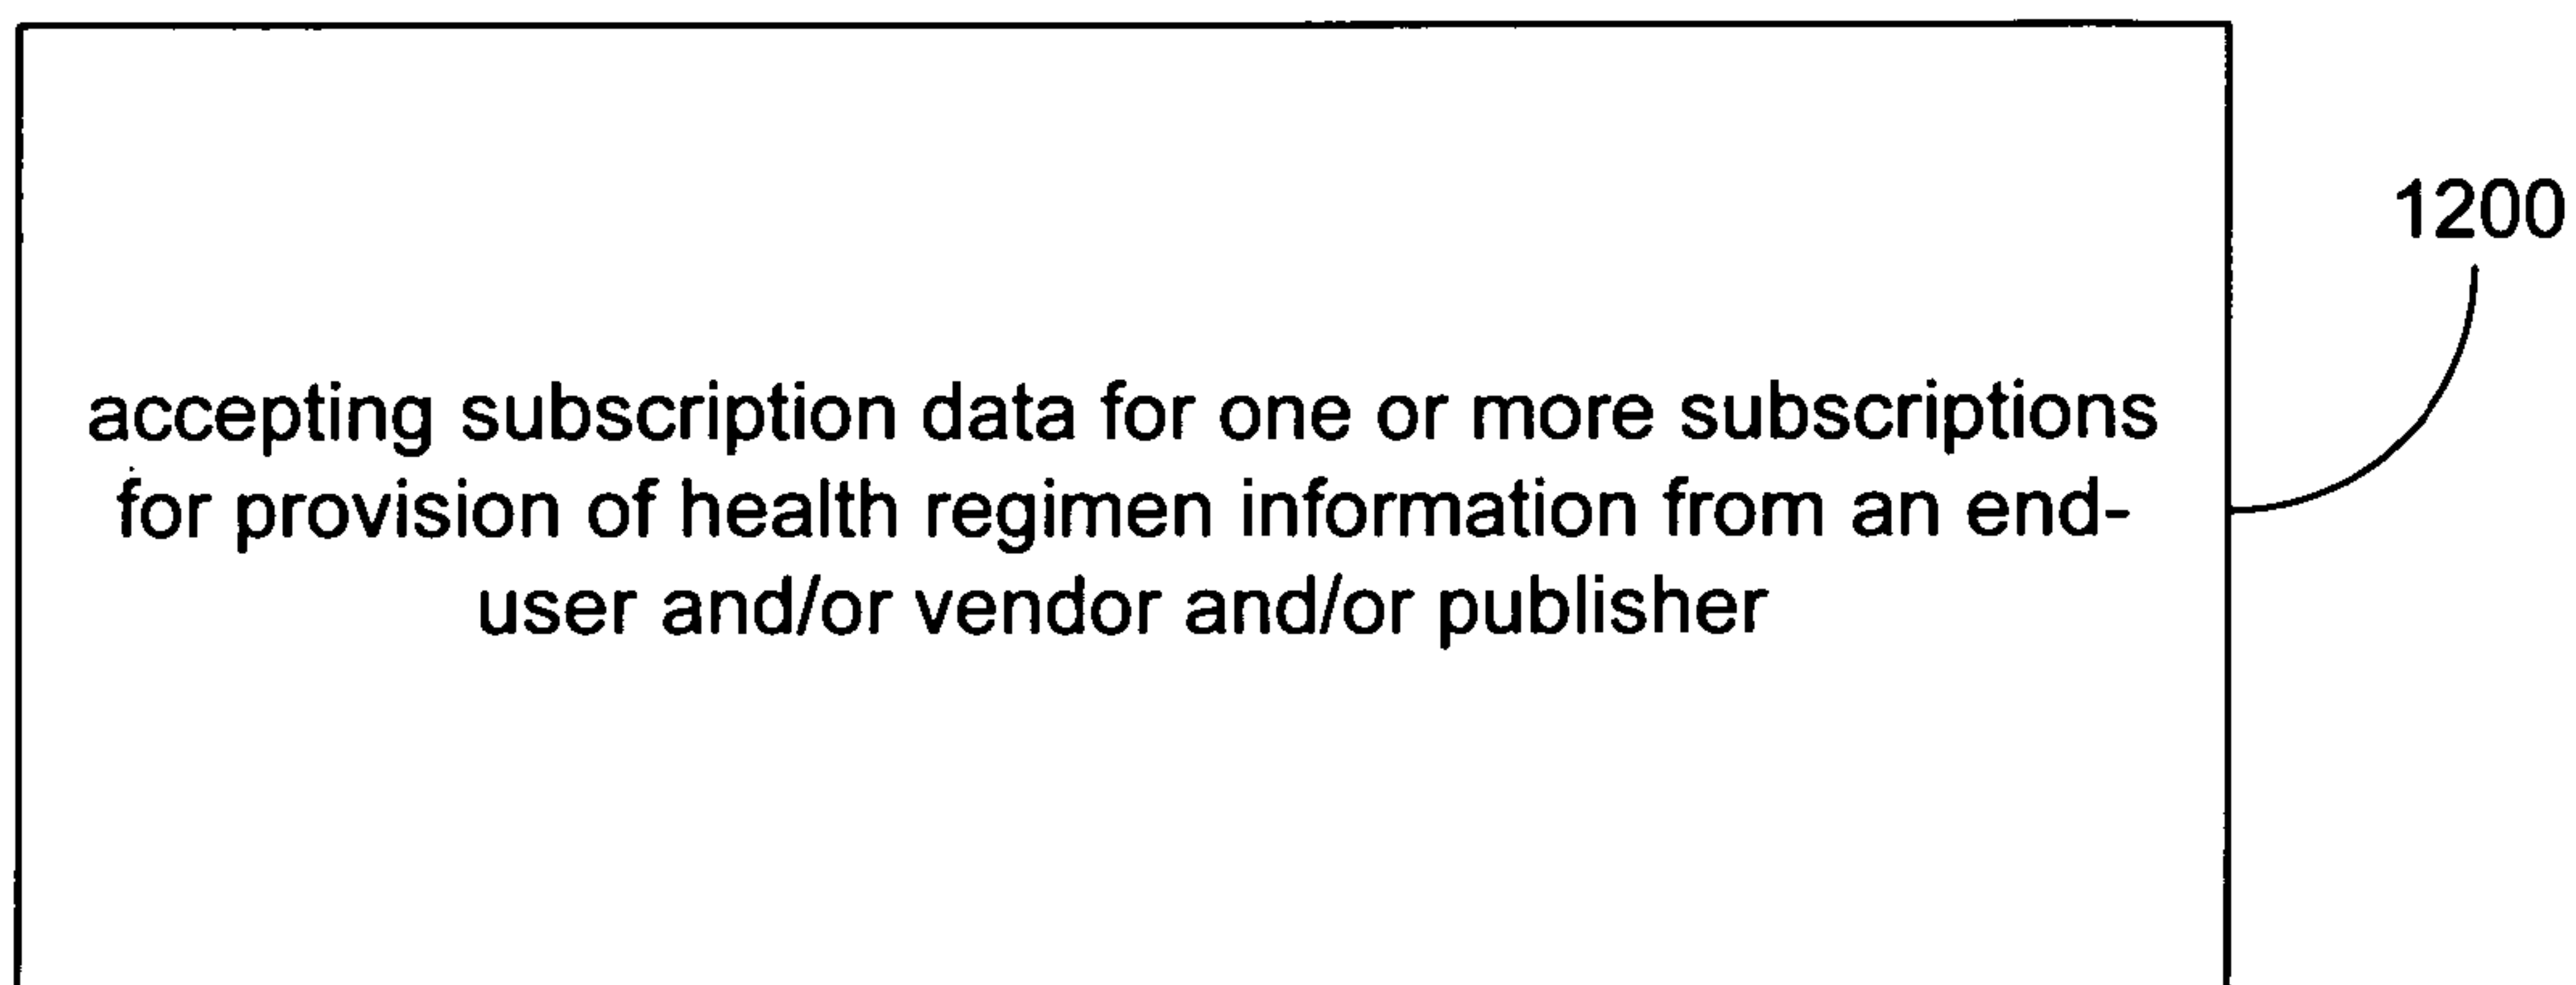 1200
accepting subscription data for one or more subscriptions
for provision of health regimen information from an end-
user and/or vendor and/or publisher